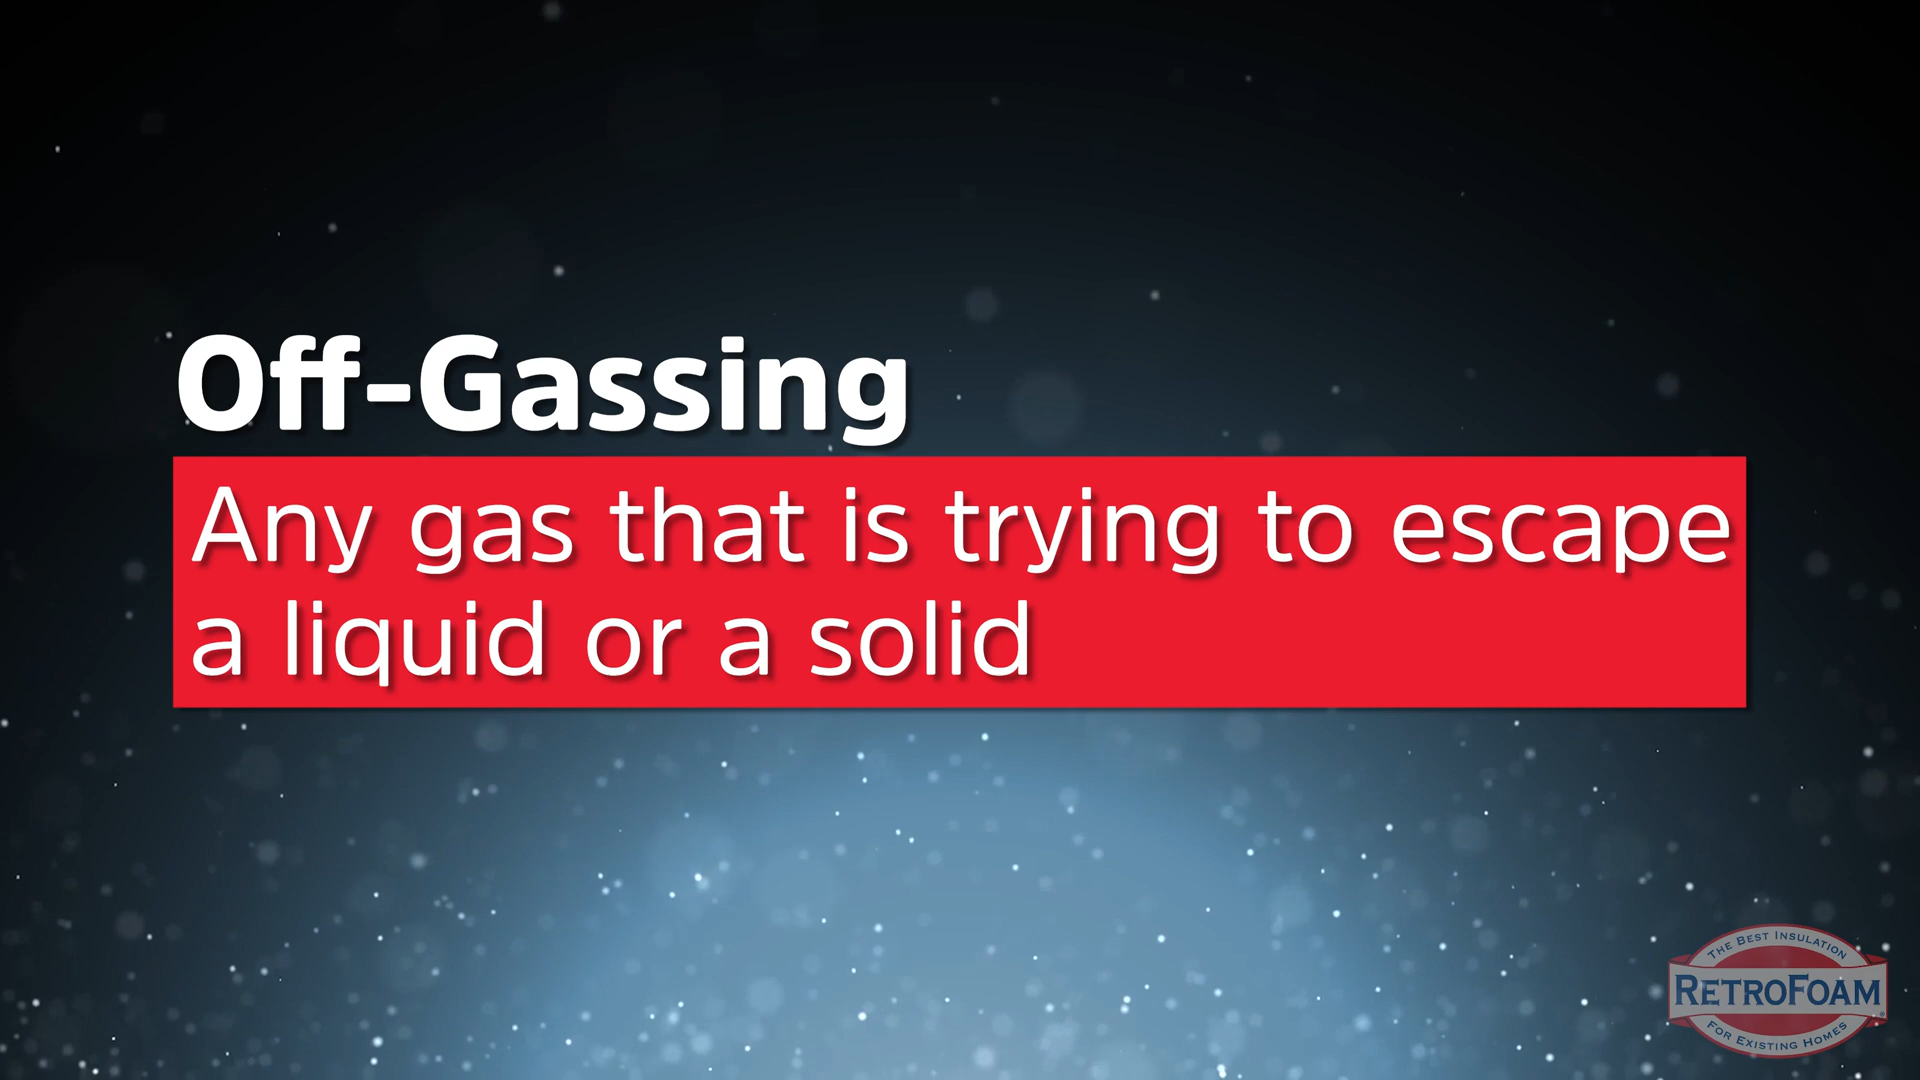 Off-Gassing
Any gas that is trying to escape
a liquid or a solid
THE BEST INSULATION
RETROFOAM®
FOR EXISTING HOMES